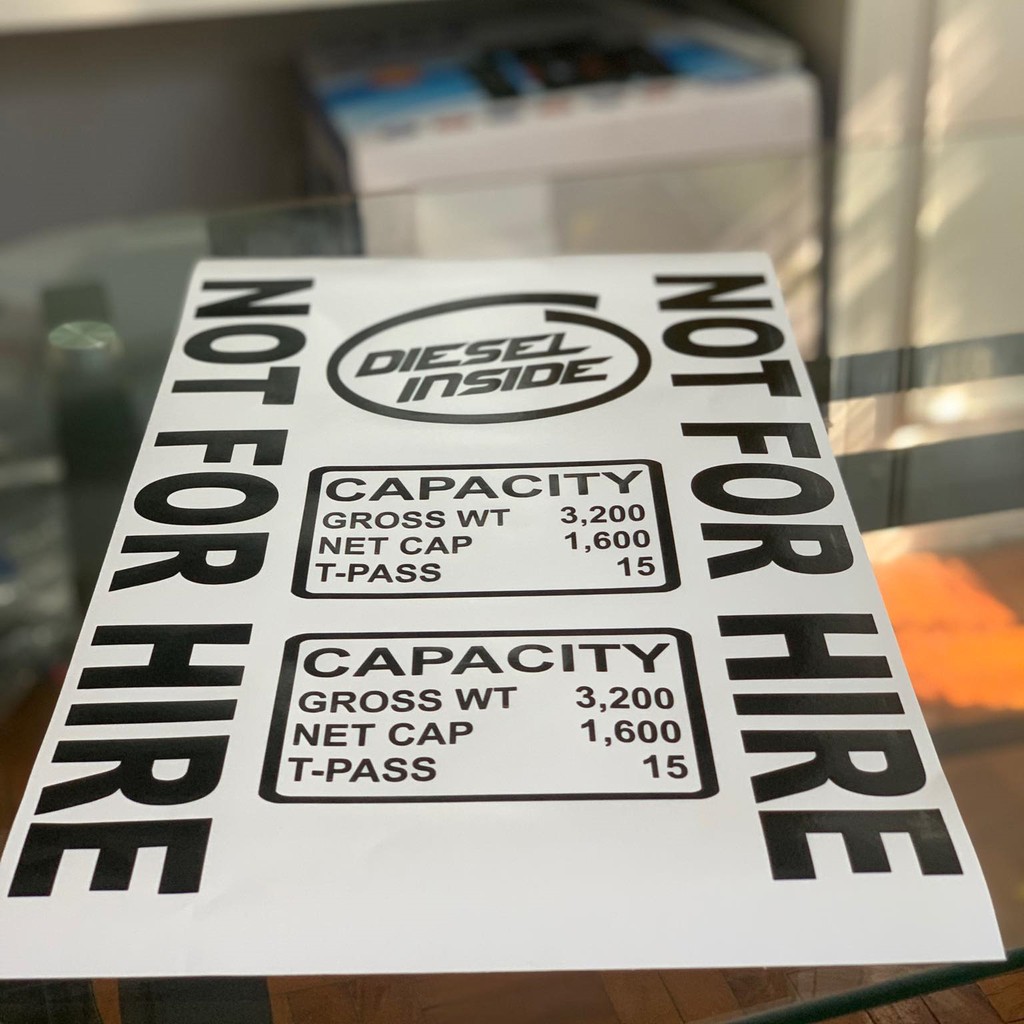 NOT FOR HIRE
DIESEL
INSIDE
CAPACITY
GROSS WT 3,200
NET CAP 1,600
T-PASS 15
CAPACITY
GROSS WT 3,200
NET CAP 1,600
T-PASS 15
NOT FOR HIRE